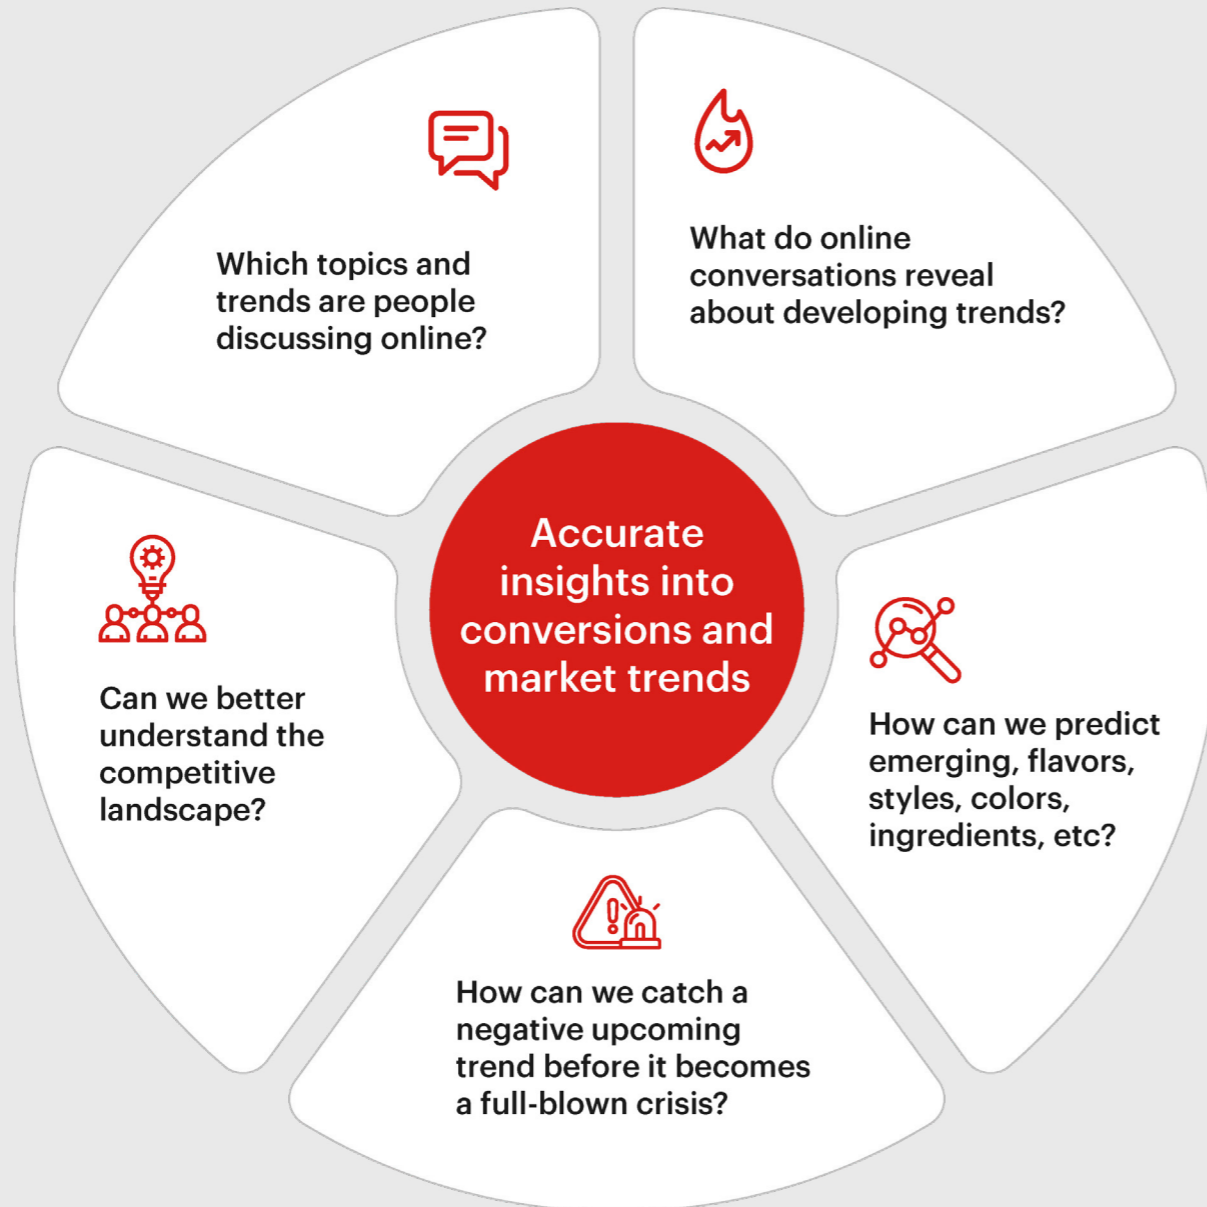 Which topics and
trends are people
discussing online?
What do online
conversations reveal
about developing trends?
Accurate
insights into
conversions and
market trends
Can we better
understand the
competitive
landscape?
How can we predict
emerging, flavors,
styles, colors,
ingredients, etc?
How can we catch a
negative upcoming
trend before it becomes
a full-blown crisis?